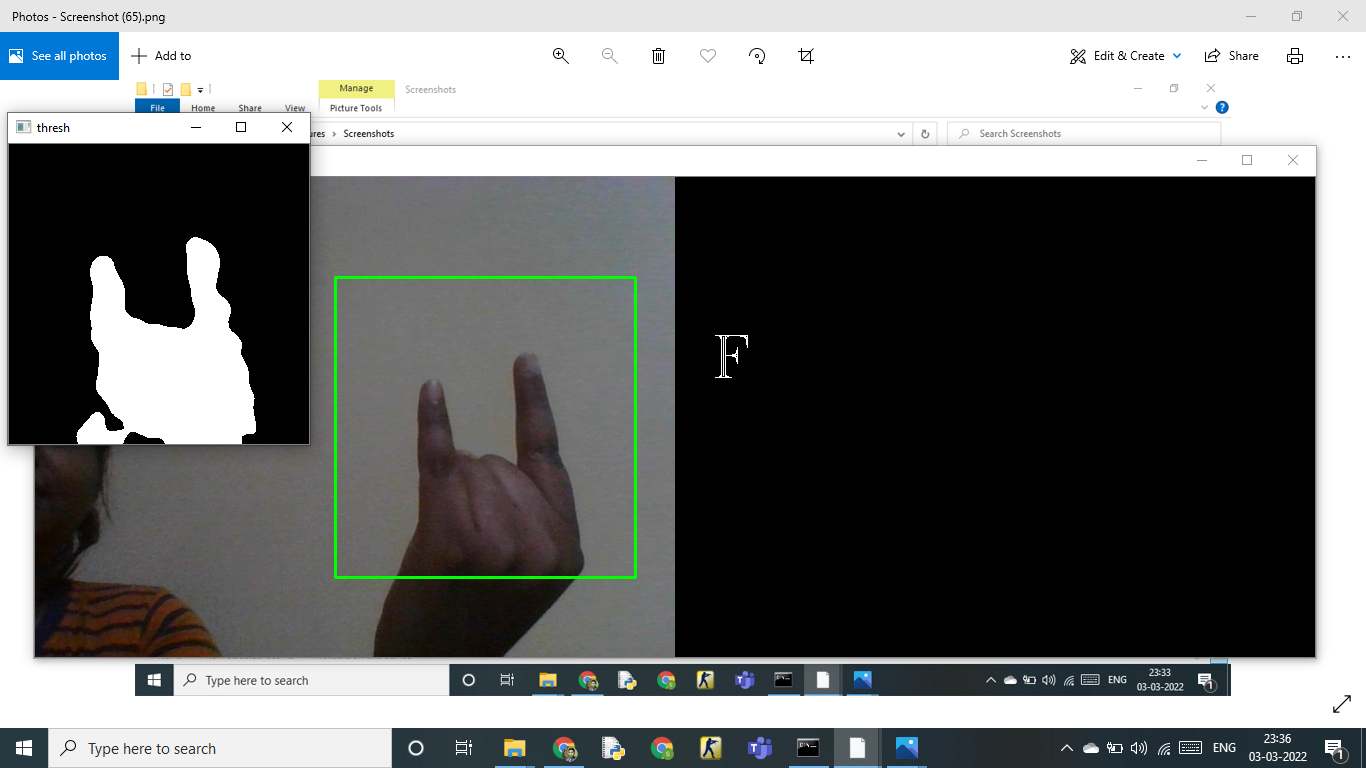 Photos - Screenshot (65).png
See all photos
Add to
Edit & Create
Share
Manage
Screenshots
File
Home
Share
View
Picture Tools
thresh
ures > Screenshots
Search Screenshots
F
Type here to search
ENG
23:33
03-03-2022
1
Type here to search
ENG
23:36
03-03-2022
1